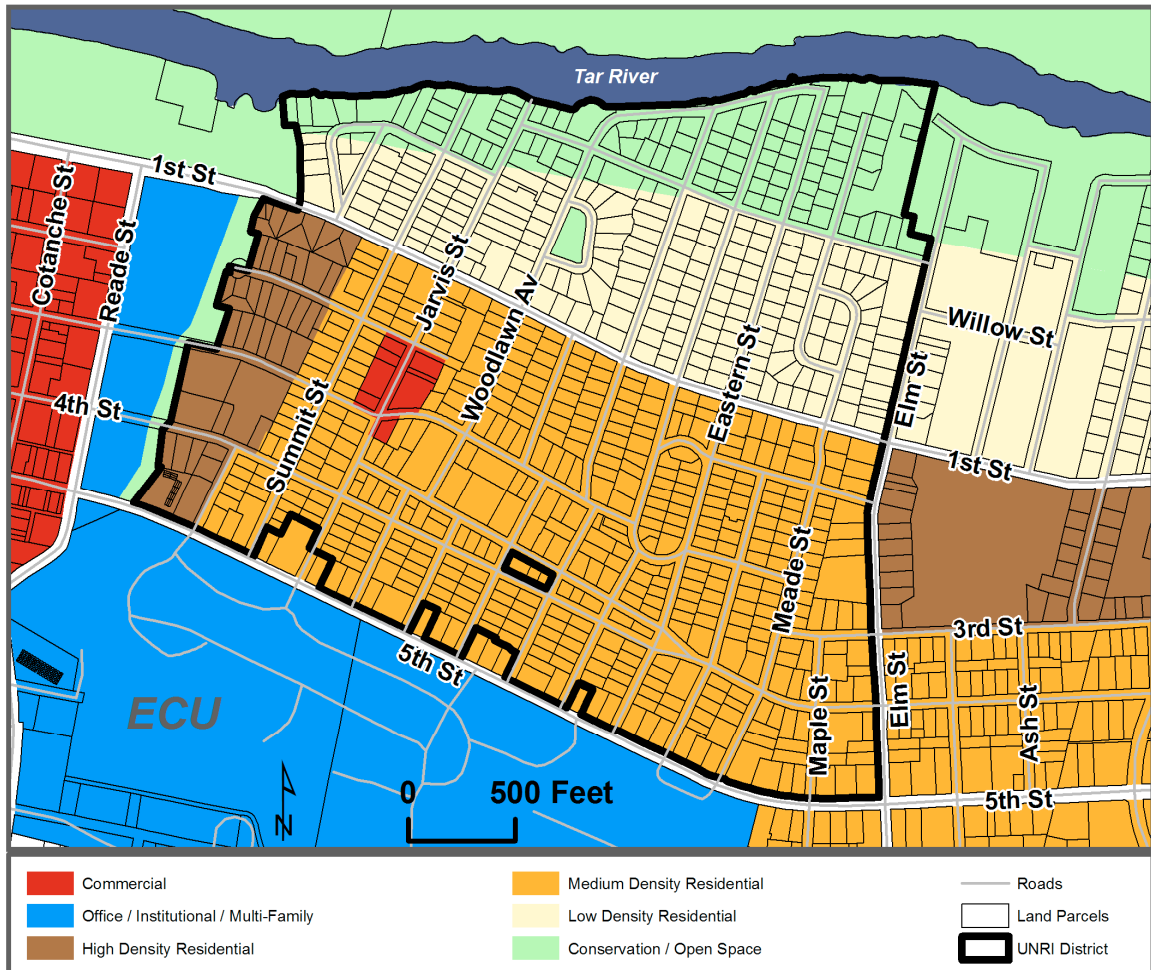 Tar River
1st St
Cotanche St
Reade St
Jarvis St
Woodlawn Av
Willow St
Eastern St
Elm St
4th St
Summit St
1st St
Meade St
3rd St
5th St
Elm St
Maple St
Ash St
ECU
0 500 Feet
N
5th St
Commercial
Office / Institutional / Multi-Family
High Density Residential
Medium Density Residential
Low Density Residential
Conservation / Open Space
Roads
Land Parcels
UNRI District